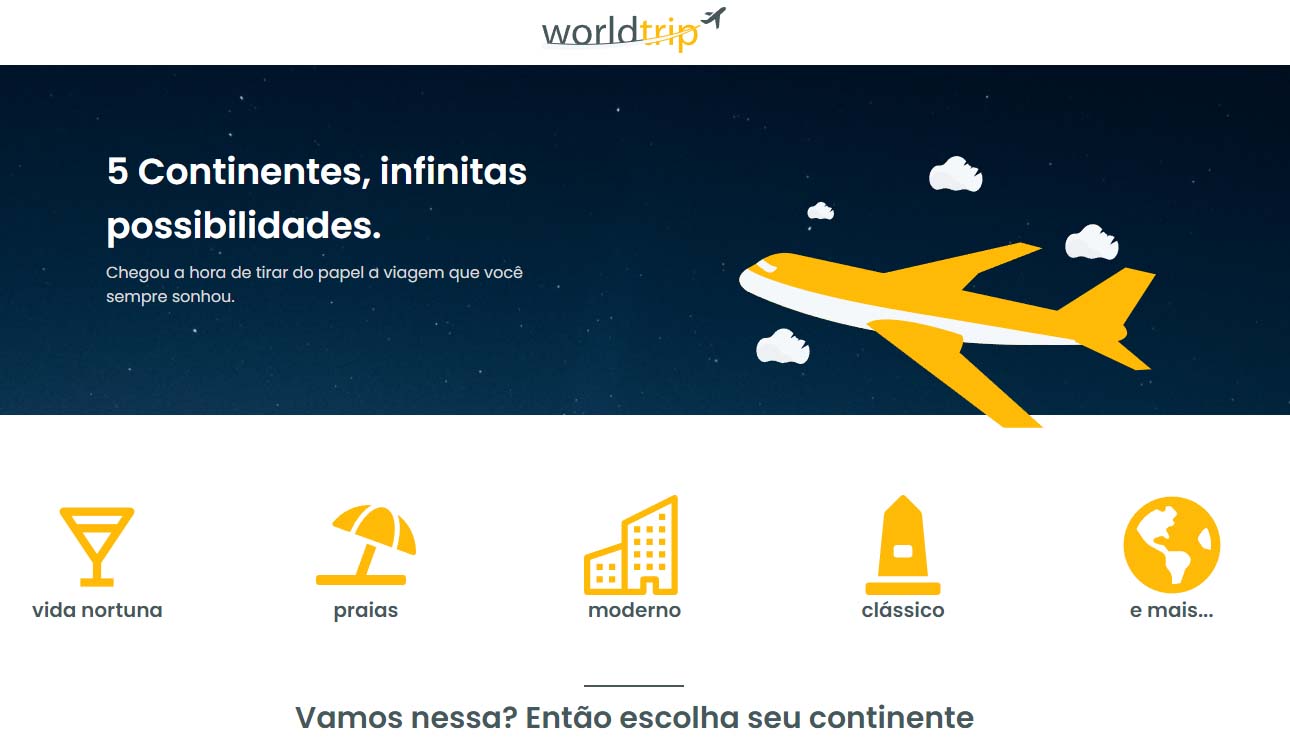 worldtrip
5 Continentes, infinitas
possibilidades.
Chegou a hora de tirar do papel a viagem que você
sempre sonhou.
vida nortuna
praias
moderno
clássico
e mais...
Vamos nessa? Então escolha seu continente